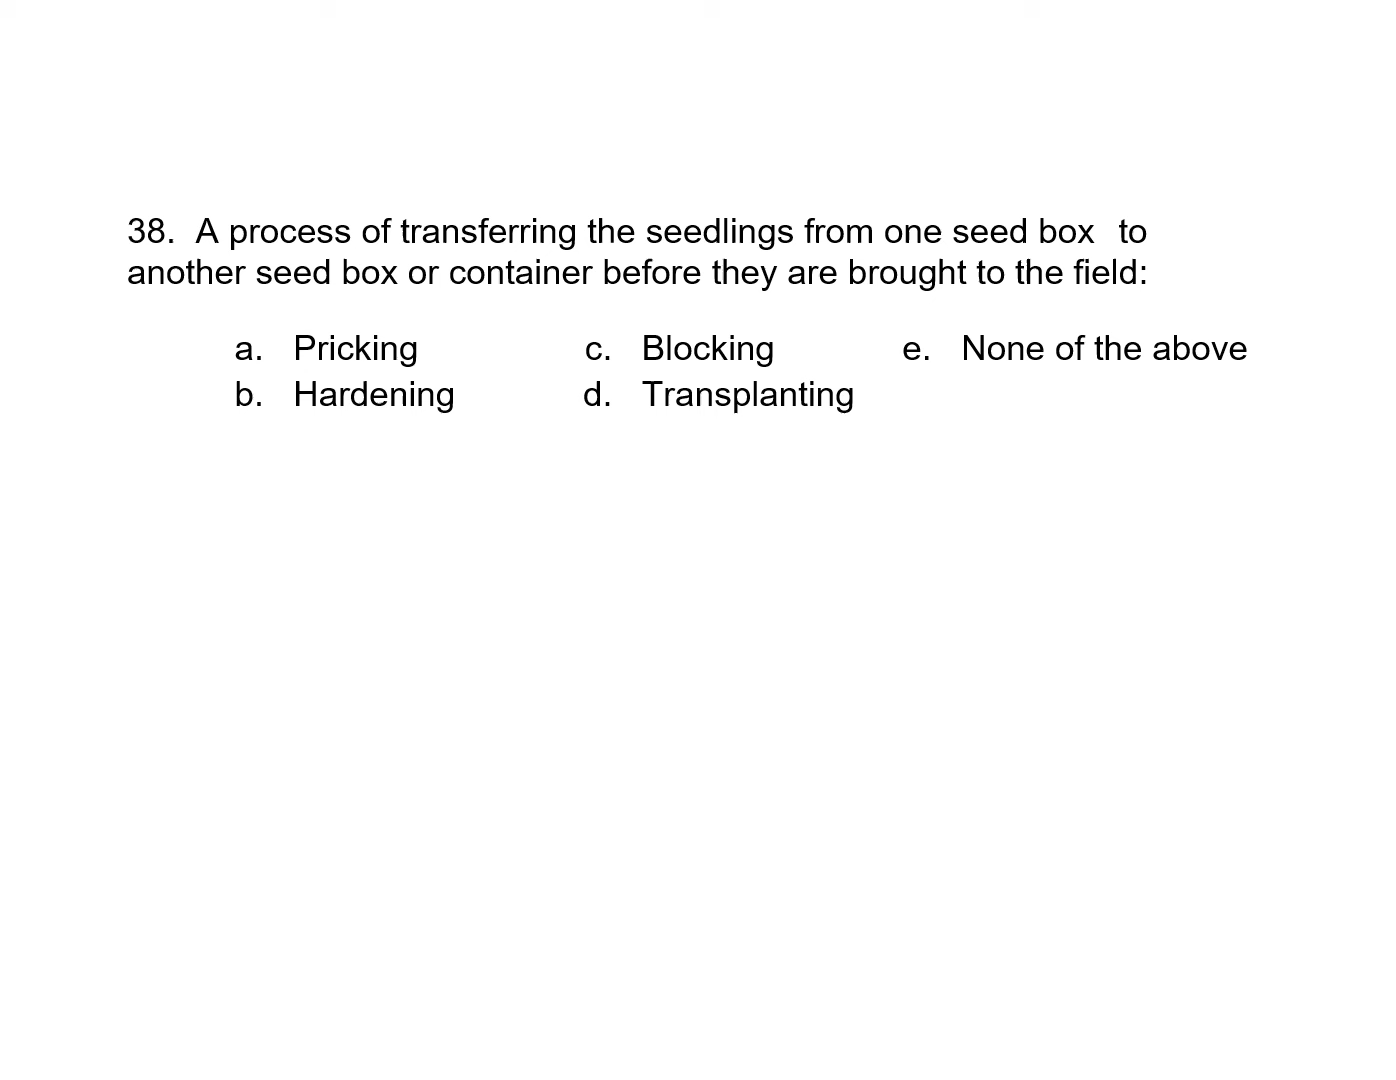 38. A process of transferring the seedlings from one seed box to
another seed box or container before they are brought to the field:
a. Pricking c. Blocking e. None of the above
b. Hardening d. Transplanting